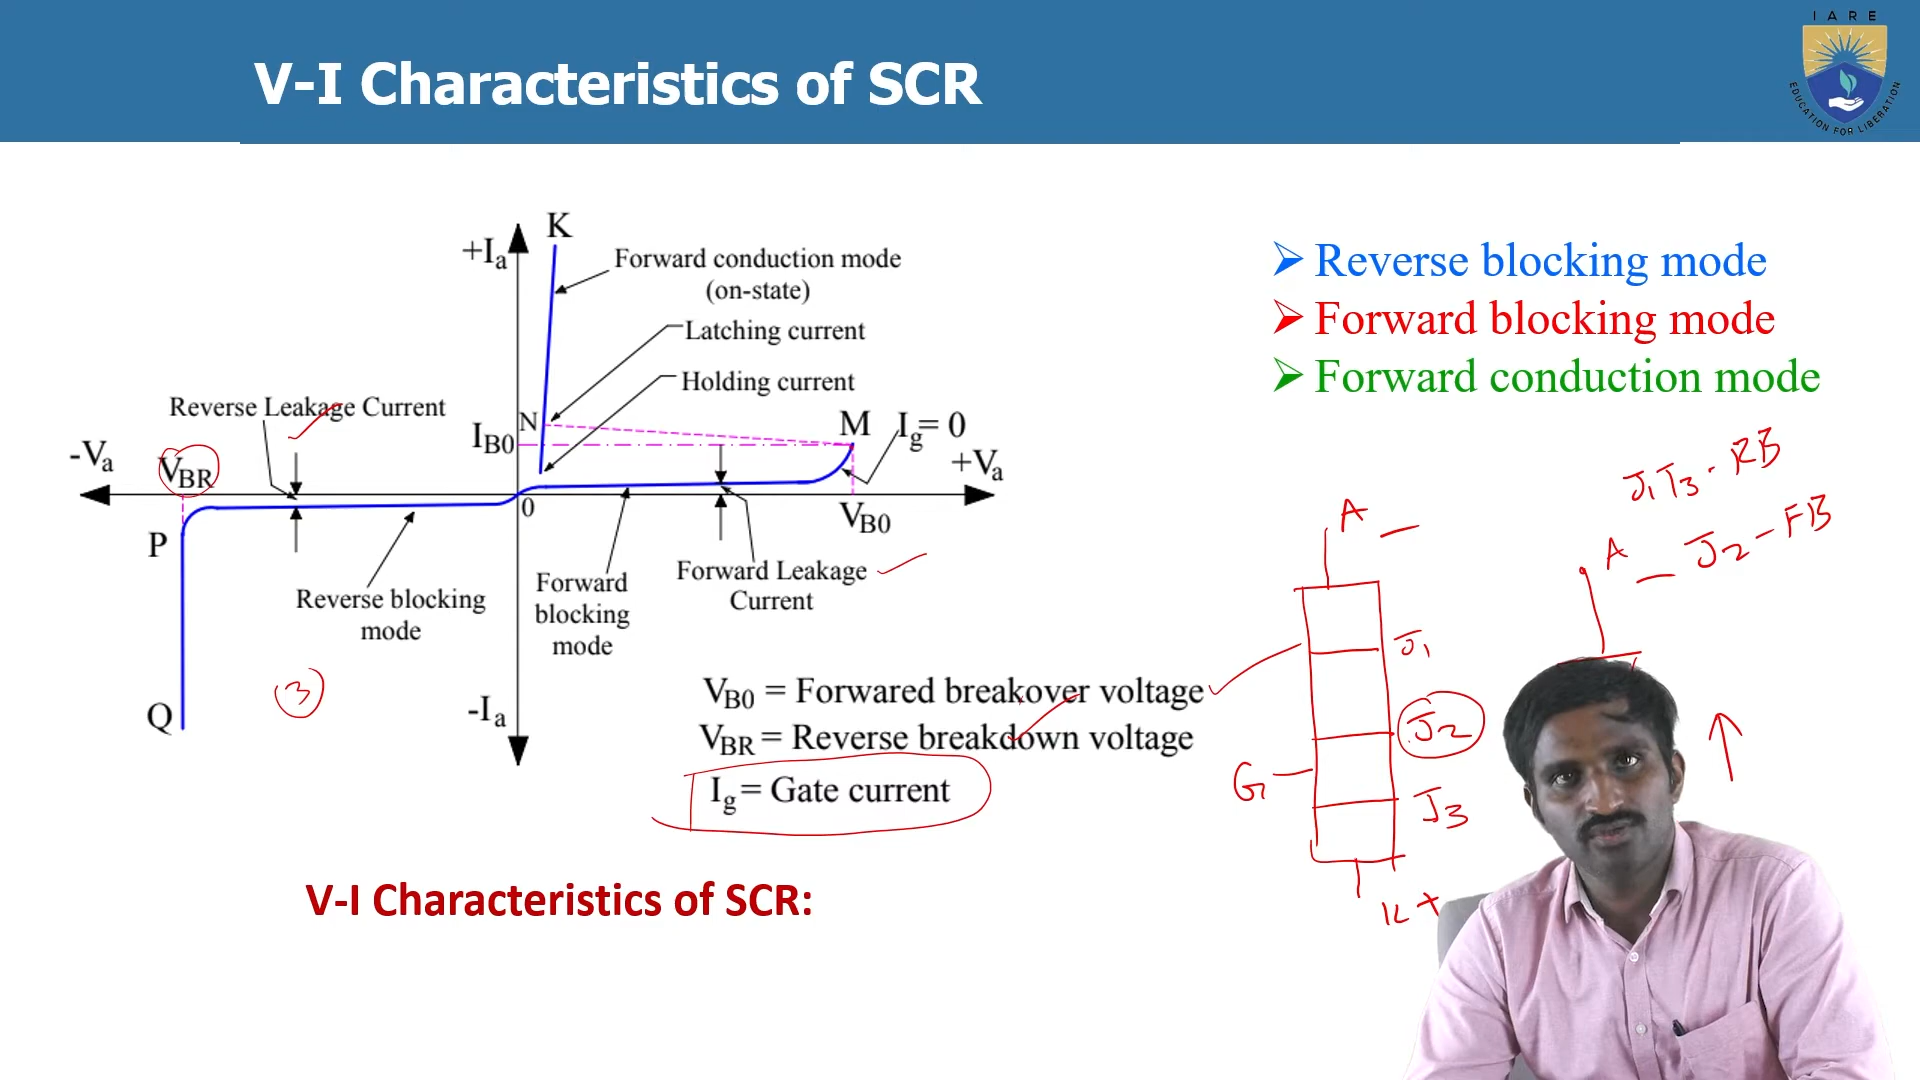 I A R E
EDUCATION FOR LIBERATION
V-I Characteristics of SCR
K
+Ia
Forward conduction mode
(on-state)
Latching current
Holding current
Reverse Leakage Current
N
IB0
M
Ig= 0
-Va
VBR
+Va
0
VB0
P
Forward Leakage
Current
Reverse blocking
mode
Forward
blocking
mode
Q
-Ia
3
VB0 = Forwared breakover voltage
VBR = Reverse breakdown voltage
Ig = Gate current
V-I Characteristics of SCR:
Reverse blocking mode
Forward blocking mode
Forward conduction mode
J1 J3 - RB
J2 - FB
A -
A -
J1
J2
G
J3
K +